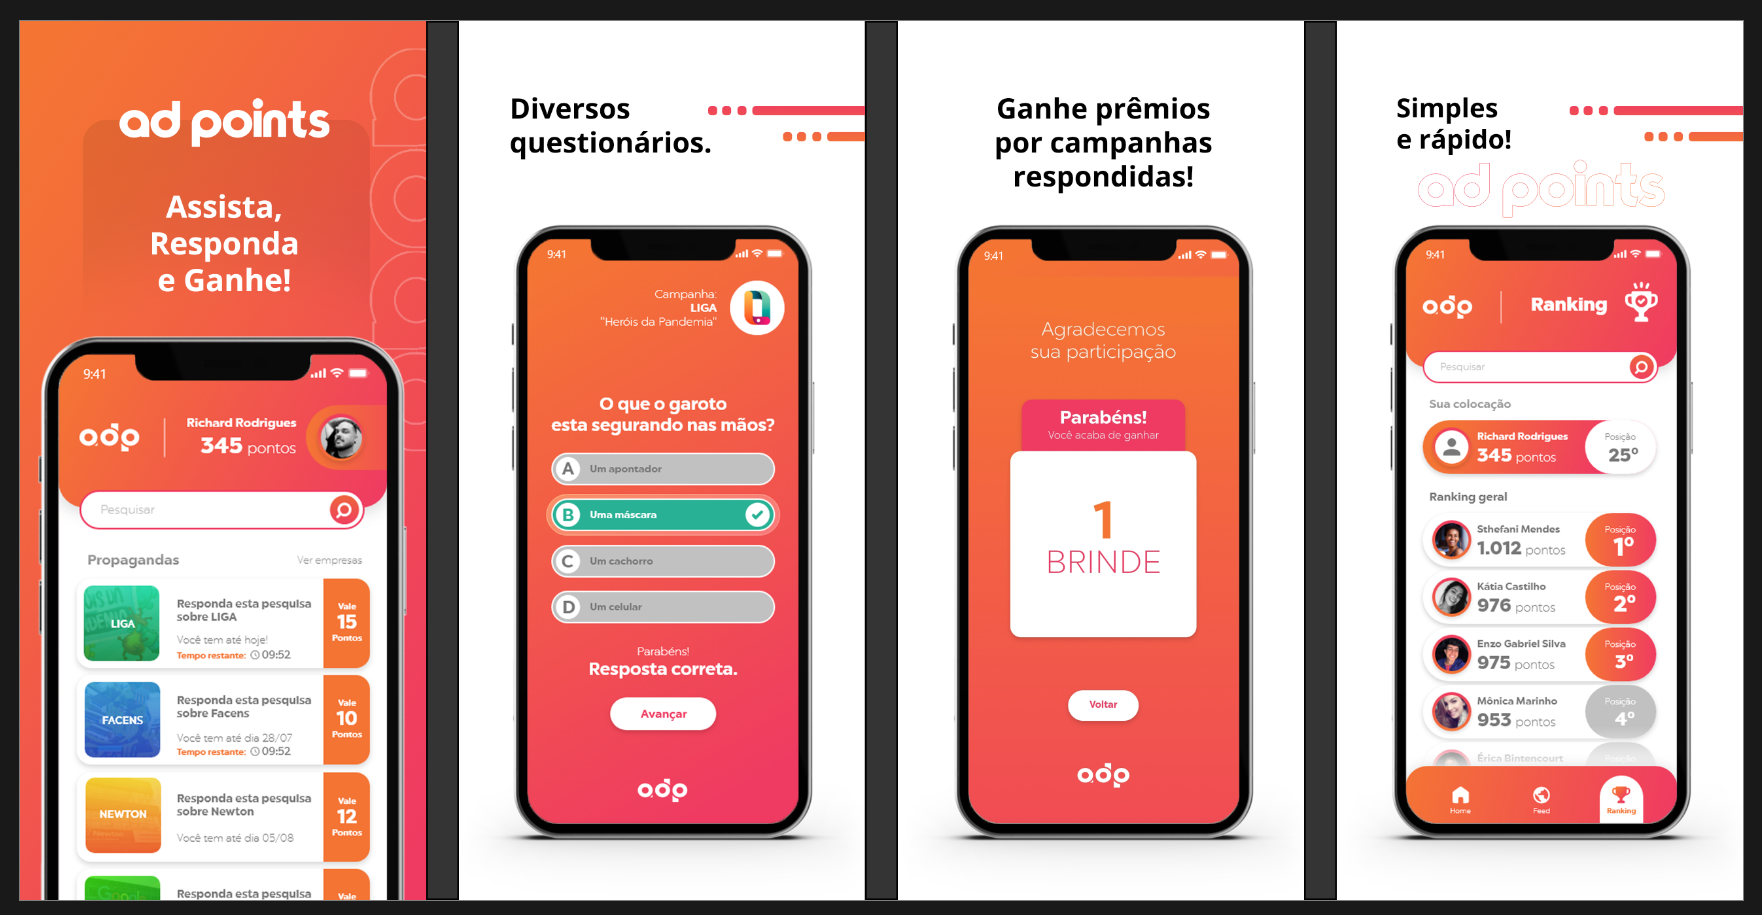 ad points
Assista,
Responda
e Ganhe!
9:41
adp
Richard Rodrigues
345 pontos
Pesquisar
Propagandas
Ver empresas
LIGA
Responda esta pesquisa
sobre LIGA
Você tem até hoje!
Tempo restante: 09:52
Vale
15
Pontos
FACENS
Responda esta pesquisa
sobre Facens
Você tem até dia 28/07
Tempo restante: 09:52
Vale
10
Pontos
NEWTON
Responda esta pesquisa
sobre Newton
Você tem até dia 05/08
Vale
12
Pontos
Google
Responda esta pesquisa
Vale
Diversos
questionários.
9:41
Campanha:
LIGA
"Heróis da Pandemia"
O que o garoto
esta segurando nas mãos?
A Um apontador
B Uma máscara
C Um cachorro
D Um celular
Parabéns!
Resposta correta.
Avançar
adp
Ganhe prêmios
por campanhas
respondidas!
9:41
Agradecemos
sua participação
Parabéns!
Você acaba de ganhar
1
BRINDE
Voltar
adp
Simples
e rápido!
ad points
9:41
adp
Ranking
Pesquisar
Sua colocação
Richard Rodrigues
345 pontos
Posição
25º
Ranking geral
Sthefani Mendes
1.012 pontos
Posição
1º
Kátia Castilho
976 pontos
Posição
2º
Enzo Gabriel Silva
975 pontos
Posição
3º
Mônica Marinho
953 pontos
Posição
4º
Érica Bintencourt
Posição
Home
Feed
Ranking